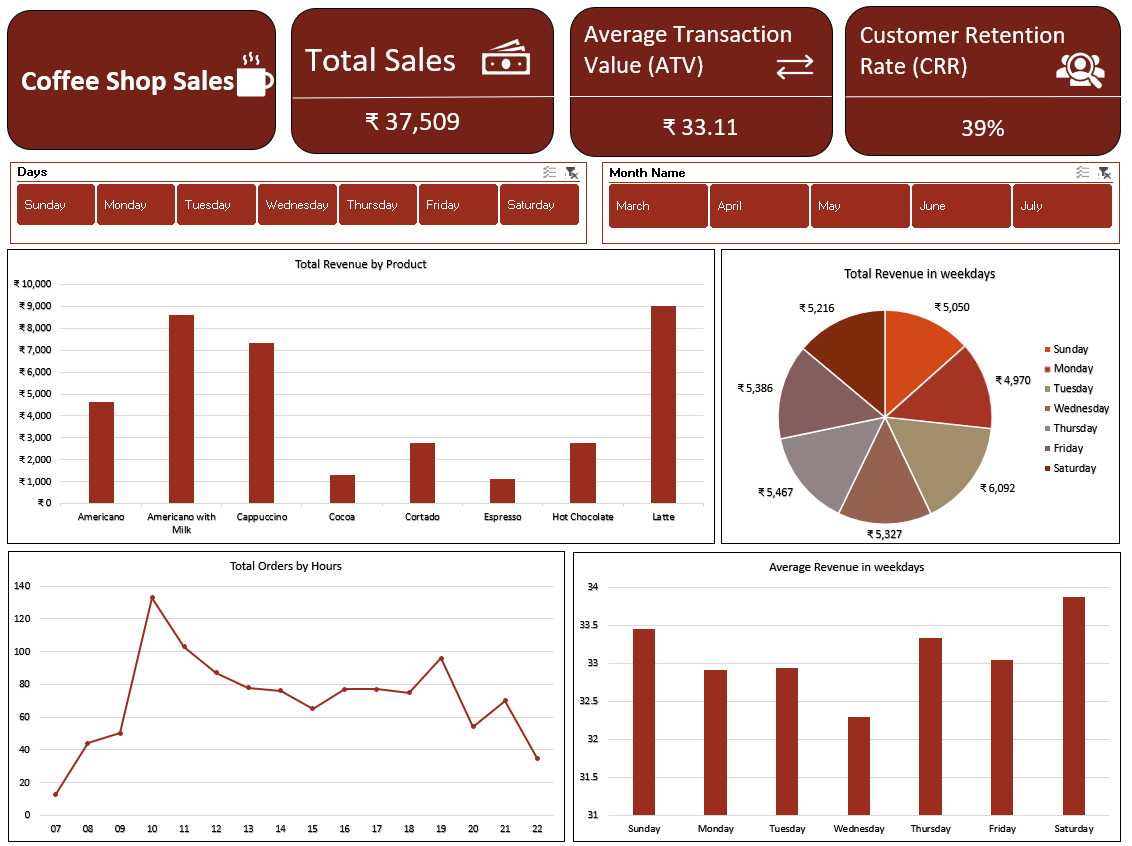 Coffee Shop Sales
Total Sales
₹ 37,509
Average Transaction
Value (ATV)
₹ 33.11
Customer Retention
Rate (CRR)
39%
Days
Sunday Monday Tuesday Wednesday Thursday Friday Saturday
Month Name
March April May June July
Total Revenue by Product
₹ 10,000
₹ 9,000
₹ 8,000
₹ 7,000
₹ 6,000
₹ 5,000
₹ 4,000
₹ 3,000
₹ 2,000
₹ 1,000
₹ 0
Americano Americano with Cappuccino Cocoa Cortado Espresso Hot Chocolate Latte
Milk
Total Revenue in weekdays
₹ 5,216
₹ 5,050
₹ 4,970
₹ 5,386
₹ 5,467
₹ 6,092
₹ 5,327
Sunday
Monday
Tuesday
Wednesday
Thursday
Friday
Saturday
Total Orders by Hours
140
120
100
80
60
40
20
0
07 08 09 10 11 12 13 14 15 16 17 18 19 20 21 22
Average Revenue in weekdays
34
33.5
33
32.5
32
31.5
31
Sunday Monday Tuesday Wednesday Thursday Friday Saturday